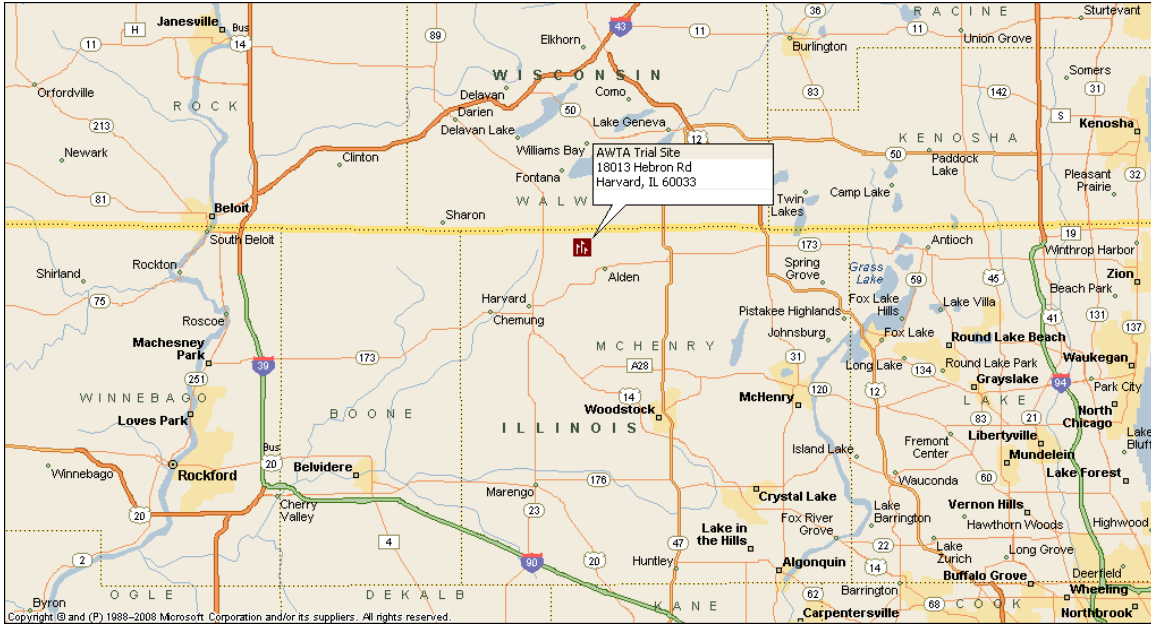 RACINE
Sturtevant
Janesville
Bus
14
H
11
89
Elkhorn
43
11
36
11
Union Grove
Burlington
WISCONSIN
Orfordville
Delavan
Como
83
Somers
31
142
ROCK
Darien
50
S
213
Delavan Lake
Lake Geneva
12
KENOSHA
Kenosha
Newark
Clinton
Williams Bay
50
Paddock
Lake
AWTA Trial Site
18013 Hebron Rd
Harvard, IL 60033
Fontana
Pleasant
Prairie
32
81
WALW
Twin
Lakes
Camp Lake
Beloit
Sharon
South Beloit
173
Antioch
19
Winthrop Harbor
Rockton
Shirland
Alden
Spring
Grove
Grass
Lake
59
45
Zion
75
Harvard
Chemung
Fox Lake
Hills
Lake Villa
Beach Park
Roscoe
Pistakee Highlands
41
131
137
Johnsburg
Fox Lake
Round Lake Beach
Machesney
Park
173
MCHENRY
31
Long Lake
Round Lake Park
Waukegan
39
A28
134
251
120
Grayslake
94
Park City
WINNEBAGO
14
McHenry
12
LAKE
BOONE
Woodstock
83
21
North
Chicago
Loves Park
ILLINOIS
Fremont
Center
Libertyville
Lake
Bluff
Bus
20
Island Lake
Mundelein
Winnebago
Rockford
Belvidere
176
Wauconda
60
Lake Forest
Marengo
Crystal Lake
Vernon Hills
Cherry
Valley
23
Fox River
Grove
Lake
Barrington
Hawthorn Woods
Highwood
20
Lake in
the Hills
4
47
22
Lake
Zurich
Long Grove
2
90
20
Huntley
Algonquin
14
Deerfield
Buffalo Grove
OGLE
DEKALB
62
Barrington
Wheeling
Byron
KANE
68
COOK
Carpentersville
Northbrook
Copyright © and (P) 1988–2008 Microsoft Corporation and/or its suppliers. All rights reserved.